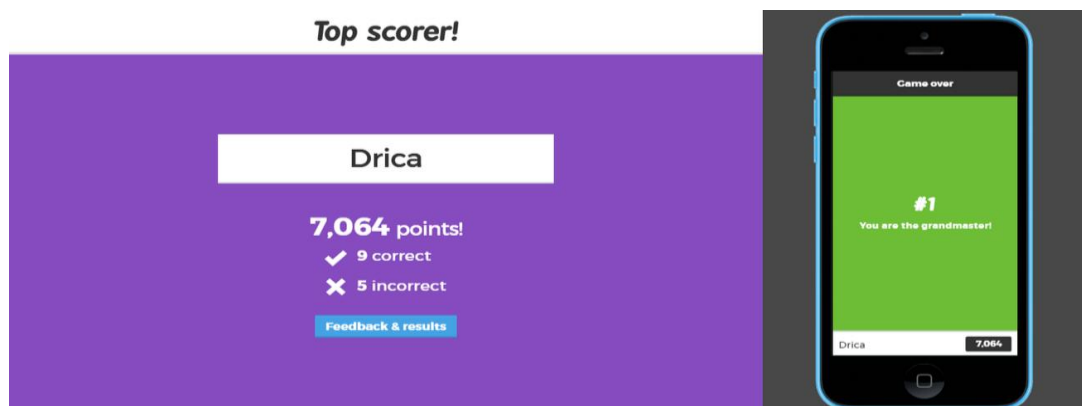 Top scorer!
Drica
7,064 points!
9 correct
5 incorrect
Feedback & results
Game over
#1
You are the grandmaster!
Drica 7,064